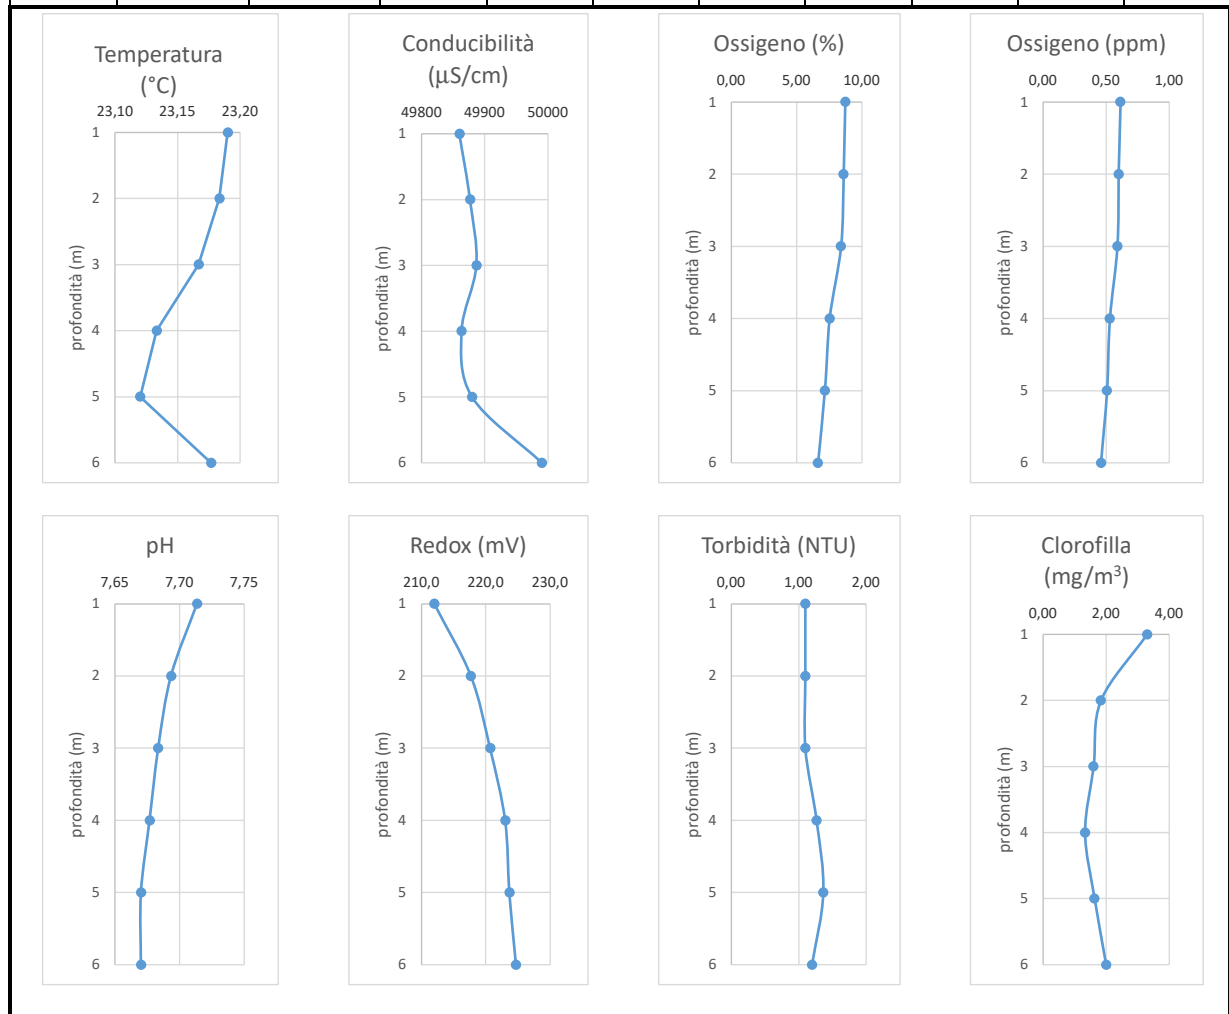 Temperatura
(°C)
23,10 23,15 23,20
1
2
3
4
5
6
profondità (m)
Conducibilità
(µS/cm)
49800 49900 50000
1
2
3
4
5
6
profondità (m)
Ossigeno (%)
0,00 5,00 10,00
1
2
3
4
5
6
profondità (m)
Ossigeno (ppm)
0,00 0,50 1,00
1
2
3
4
5
6
profondità (m)
pH
7,65 7,70 7,75
1
2
3
4
5
6
profondità (m)
Redox (mV)
210,0 220,0 230,0
1
2
3
4
5
6
profondità (m)
Torbidità (NTU)
0,00 1,00 2,00
1
2
3
4
5
6
profondità (m)
Clorofilla
(mg/m³)
0,00 2,00 4,00
1
2
3
4
5
6
profondità (m)